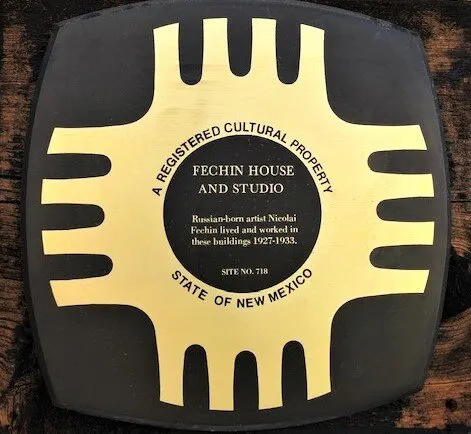 A REGISTERED CULTURAL PROPERTY
FECHIN HOUSE
AND STUDIO
Russian-born artist Nicolai
Fechin lived and worked in
these buildings 1927-1933.
SITE NO. 718
STATE OF NEW MEXICO